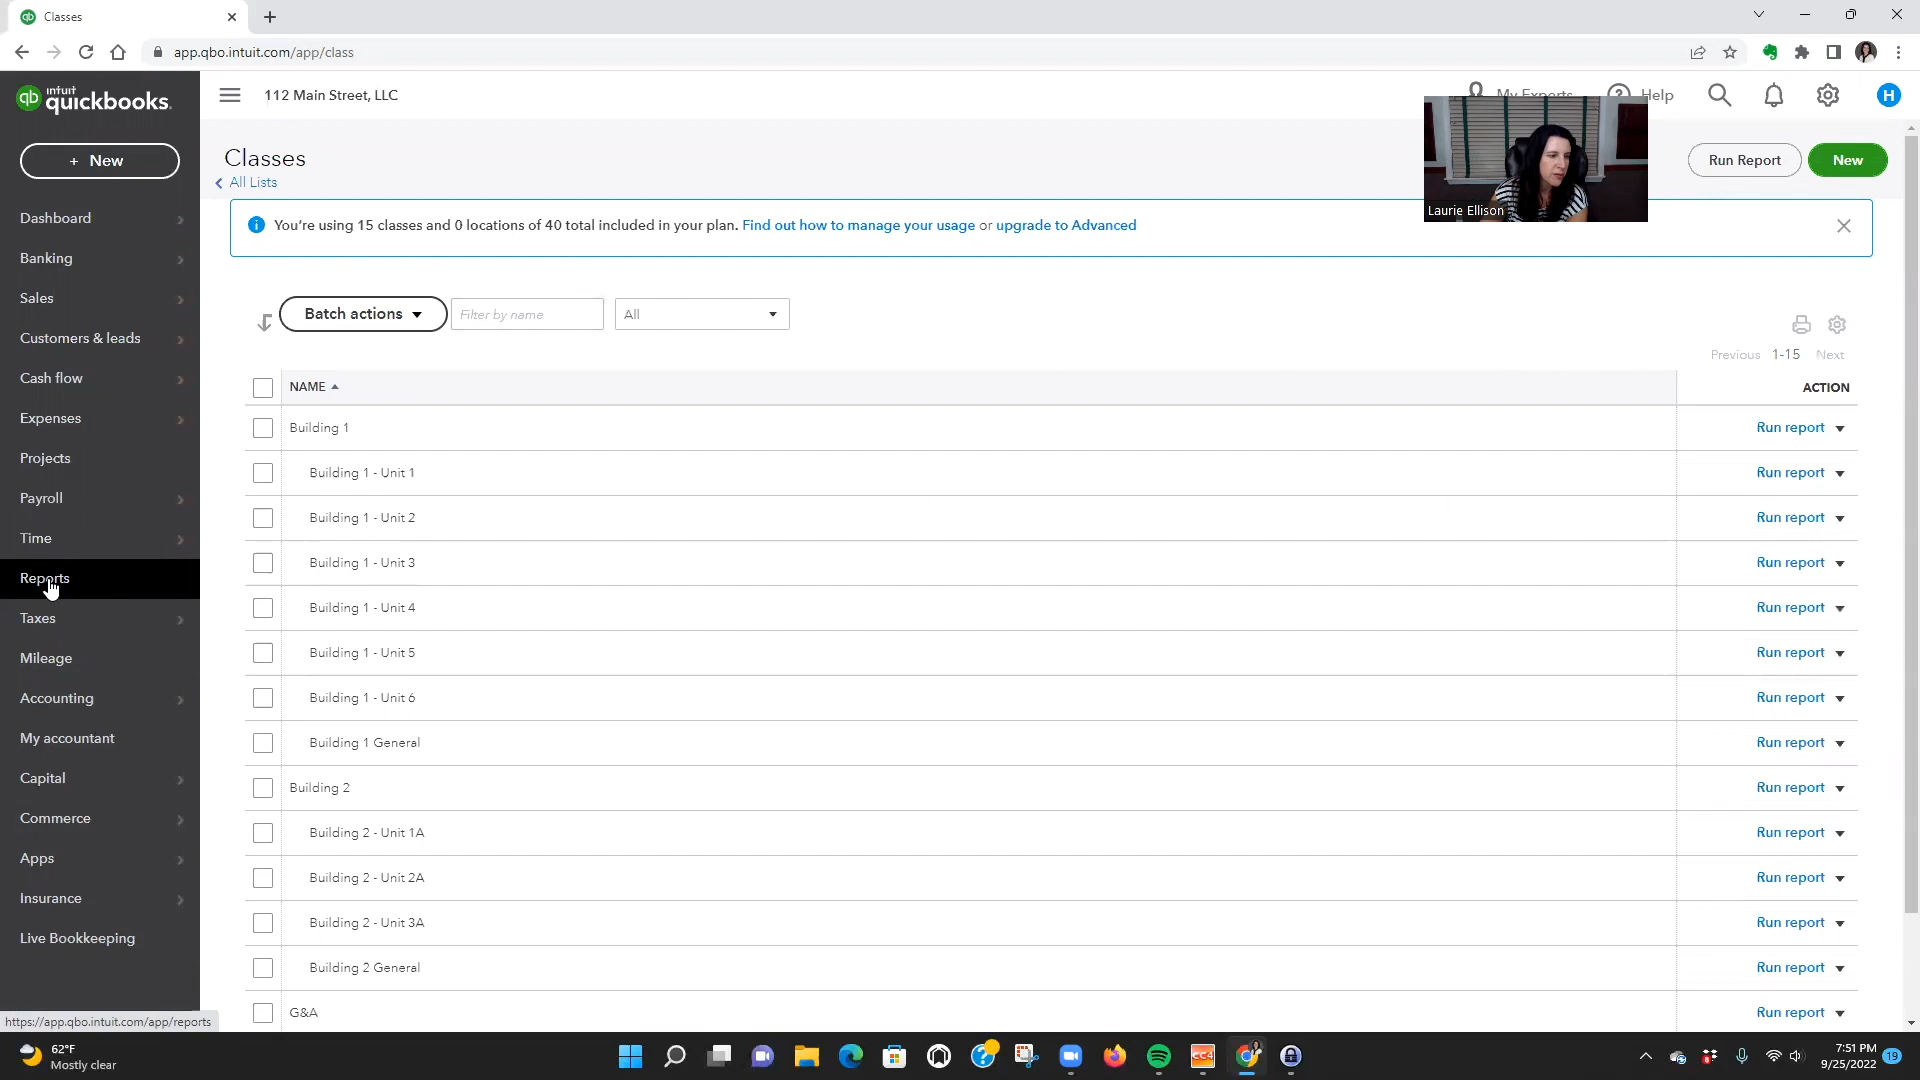 Classes
app.qbo.intuit.com/app/class
qb intuit quickbooks.
112 Main Street, LLC
My Experts
Help
H
+ New
Dashboard
Banking
Sales
Customers & leads
Cash flow
Expenses
Projects
Payroll
Time
Reports
Taxes
Mileage
Accounting
My accountant
Capital
Commerce
Apps
Insurance
Live Bookkeeping
https://app.qbo.intuit.com/app/reports
Classes
All Lists
Laurie Ellison
Run Report
New
You're using 15 classes and 0 locations of 40 total included in your plan. Find out how to manage your usage or upgrade to Advanced
Batch actions
Filter by name
All
Previous 1-15 Next
NAME ACTION
Building 1 Run report
Building 1 - Unit 1 Run report
Building 1 - Unit 2 Run report
Building 1 - Unit 3 Run report
Building 1 - Unit 4 Run report
Building 1 - Unit 5 Run report
Building 1 - Unit 6 Run report
Building 1 General Run report
Building 2 Run report
Building 2 - Unit 1A Run report
Building 2 - Unit 2A Run report
Building 2 - Unit 3A Run report
Building 2 General Run report
G&A Run report
62°F
Mostly clear
CC4
7:51 PM
9/25/2022
19